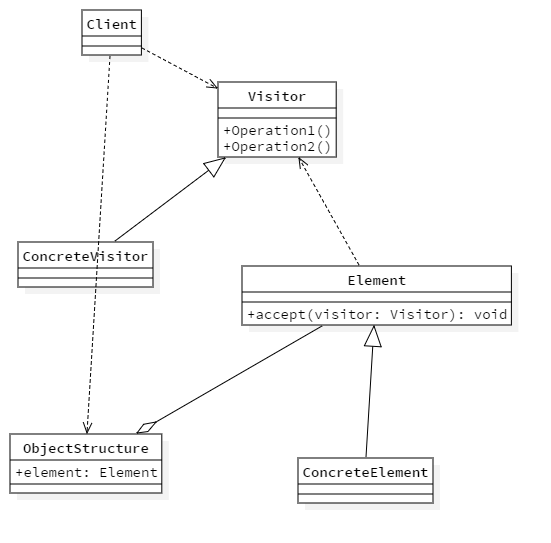 Client
Visitor
+Operation1()
+Operation2()
ConcreteVisitor
Element
+accept(visitor: Visitor): void
ObjectStructure
+element: Element
ConcreteElement